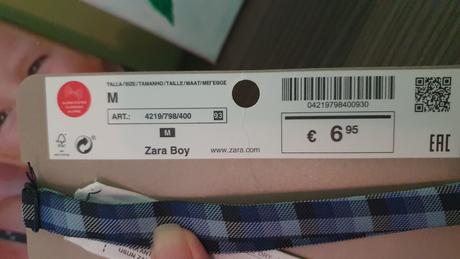 TALLA/SIZE/TAMANHO/TAILLE/MAAT/ΜΕΓΕΘΟΣ
M
ART.: 4219/798/400 93
M
Zara Boy www.zara.com
04219798400930
€ 6,95
EAC
FSC